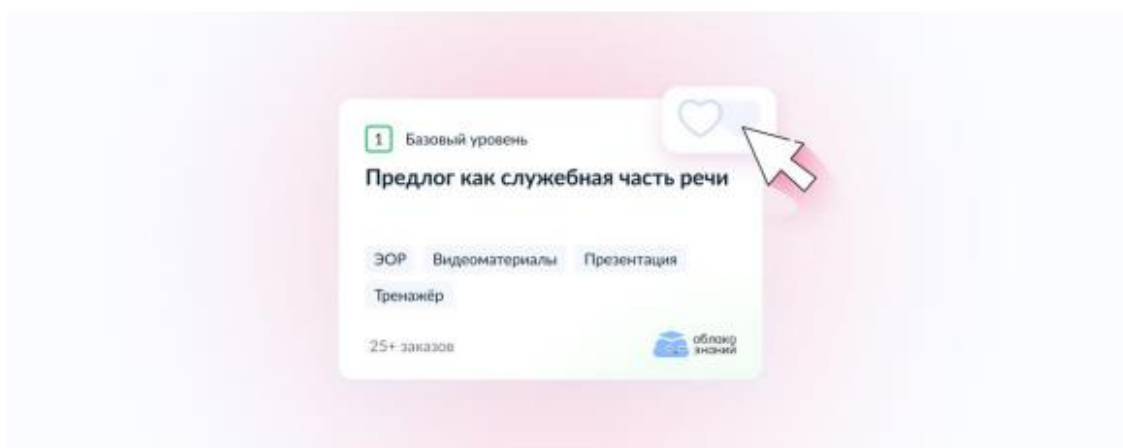 1 Базовый уровень
Предлог как служебная часть речи
ЭОР Видеоматериалы Презентация
Тренажёр
25+ заказов
облако
знаний